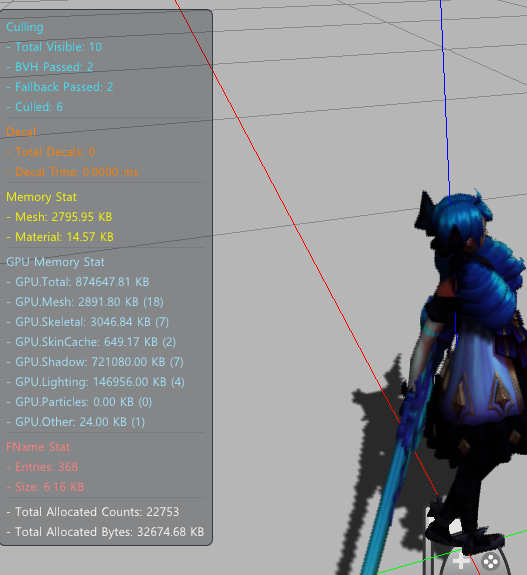 Culling
- Total Visible: 10
- BVH Passed: 2
- Fallback Passed: 2
- Culled: 6
Decal
- Total Decals: 0
- Decal Time: 0.0000 ms
Memory Stat
- Mesh: 2795.95 KB
- Material: 14.57 KB
GPU Memory Stat
- GPU.Total: 874647.81 KB
- GPU.Mesh: 2891.80 KB (18)
- GPU.Skeletal: 3046.84 KB (7)
- GPU.SkinCache: 649.17 KB (2)
- GPU.Shadow: 721080.00 KB (7)
- GPU.Lighting: 146956.00 KB (4)
- GPU.Particles: 0.00 KB (0)
- GPU.Other: 24.00 KB (1)
FName Stat
- Entries: 368
- Size: 6.16 KB
- Total Allocated Counts: 22753
- Total Allocated Bytes: 32674.68 KB